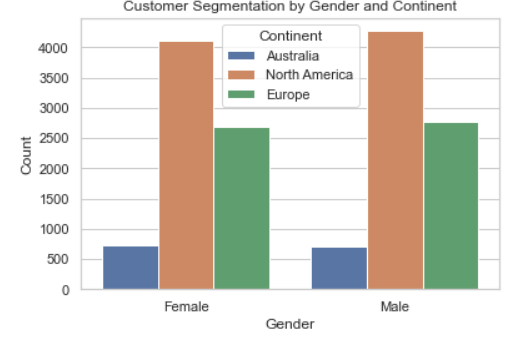 Customer Segmentation by Gender and Continent
Continent
Australia
North America
Europe
4000
3500
3000
2500
2000
1500
1000
500
0
Count
Female
Male
Gender